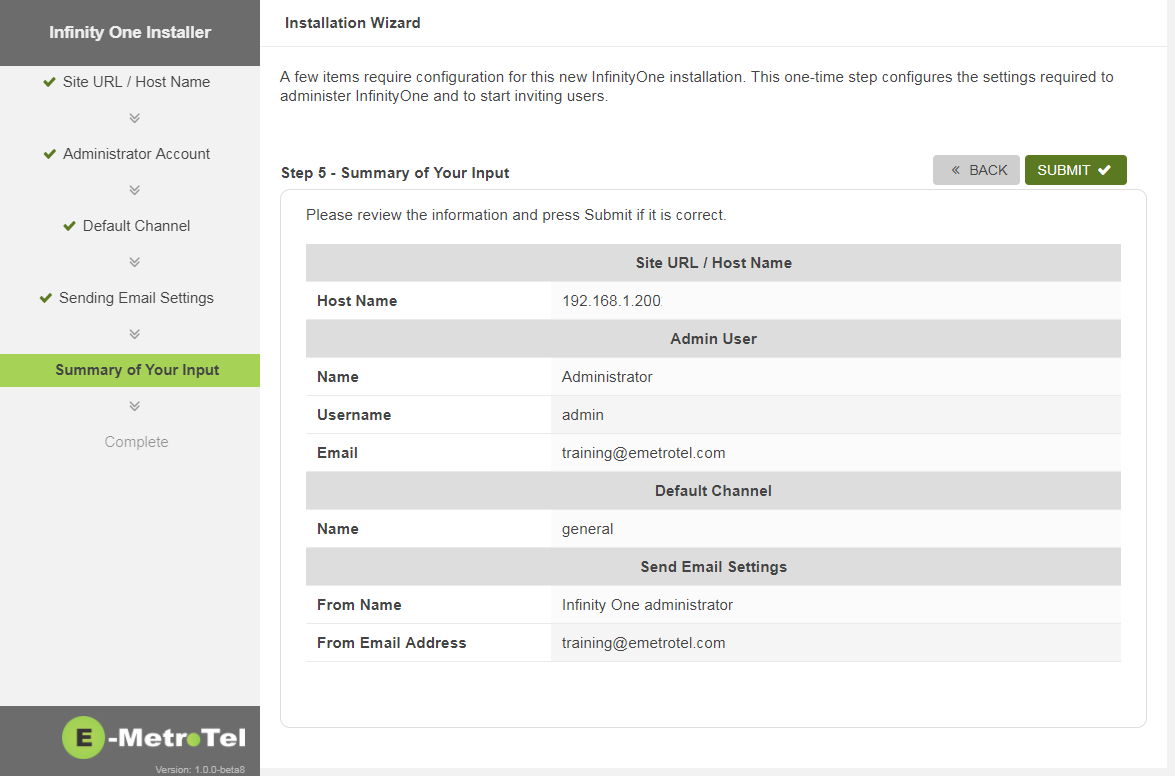 Infinity One Installer
Site URL / Host Name
Administrator Account
Default Channel
Sending Email Settings
Summary of Your Input
Complete
E-MetroTel
Version: 1.0.0-beta8
Installation Wizard
A few items require configuration for this new InfinityOne installation. This one-time step configures the settings required to
administer InfinityOne and to start inviting users.
Step 5 - Summary of Your Input
« BACK
SUBMIT
Please review the information and press Submit if it is correct.
Site URL / Host Name
Host Name 192.168.1.200
Admin User
Name Administrator
Username admin
Email training@emetrotel.com
Default Channel
Name general
Send Email Settings
From Name Infinity One administrator
From Email Address training@emetrotel.com